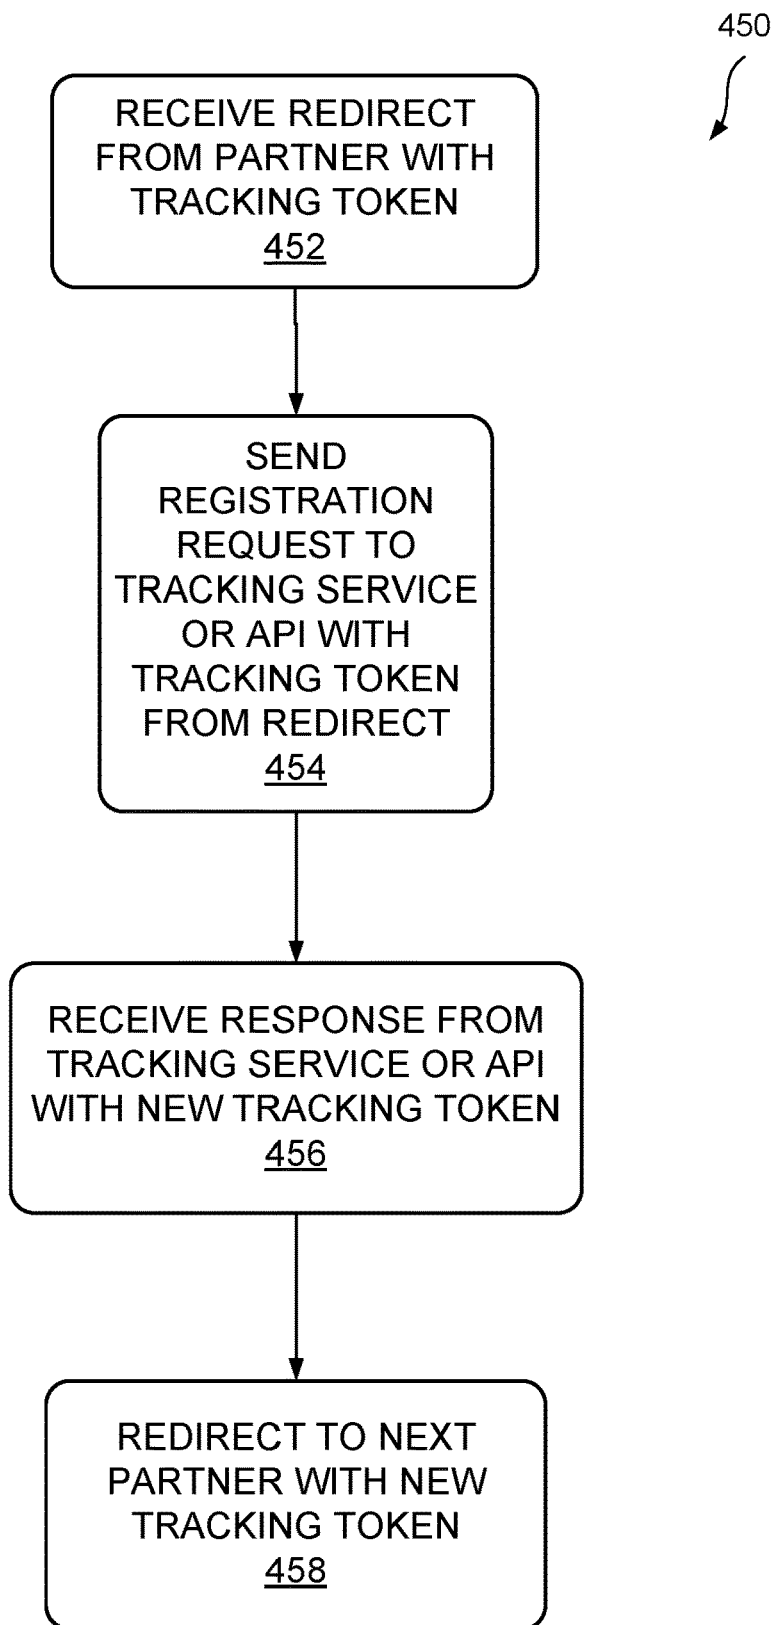 450
RECEIVE REDIRECT
FROM PARTNER WITH
TRACKING TOKEN
452
SEND
REGISTRATION
REQUEST TO
TRACKING SERVICE
OR API WITH
TRACKING TOKEN
FROM REDIRECT
454
RECEIVE RESPONSE FROM
TRACKING SERVICE OR API
WITH NEW TRACKING TOKEN
456
REDIRECT TO NEXT
PARTNER WITH NEW
TRACKING TOKEN
458